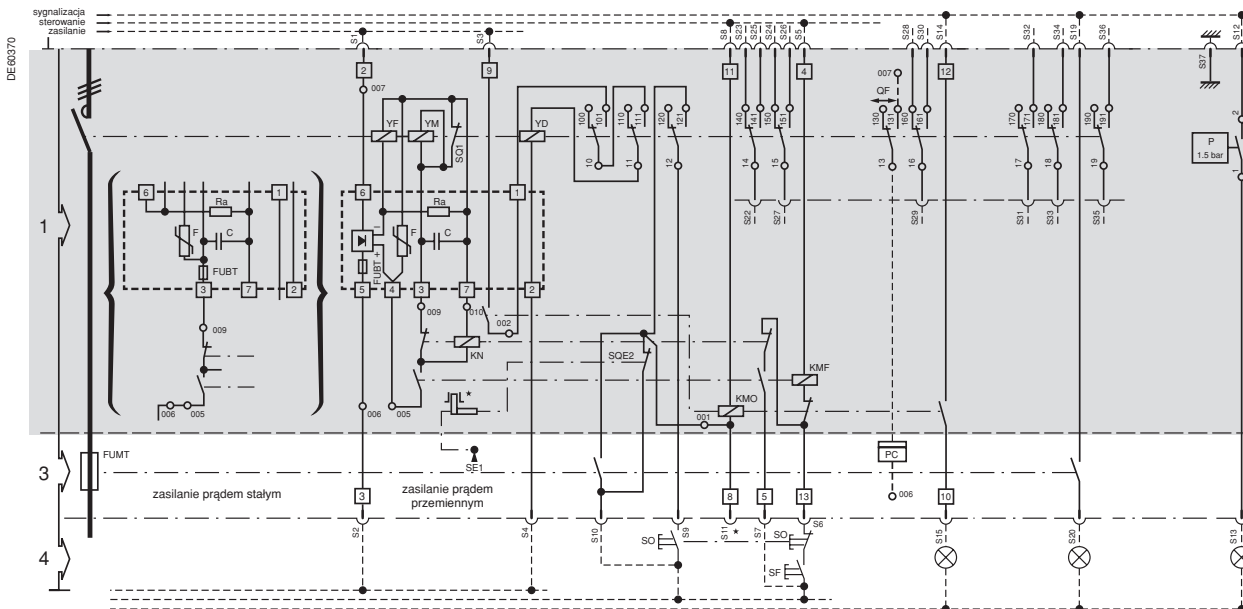 sygnalizacja
sterowanie
zasilanie
DE60370
S1
S3
S8
S23
S25
S24
S26
S5
S28
S30
S14
S32
S34
S19
S36
S37
S12
2
9
11
4
12
007
007
QF
YF
YM
SQ1
YD
100
101
110
111
120
121
140
141
150
151
130
131
160
161
170
171
180
181
190
191
10
11
12
14
15
13
16
17
18
19
P
1.5 bar
2
1
6
1
6
1
Ra
Ra
S22
S27
S29
S31
S33
S35
1
F
C
F
C
FUBT
FUBT
+
–
3
7
2
5
4
3
7
2
009
009
010
002
KN
SQE2
KMF
KMO
001
006
005
006
005
*
SE1
PC
006
3
FUMT
zasilanie prądem stałym
zasilanie prądem
przemiennym
3
8
5
13
10
S2
S4
S10
S9
S11
*
S7
S6
S15
S20
S13
4
SO
SO
SF